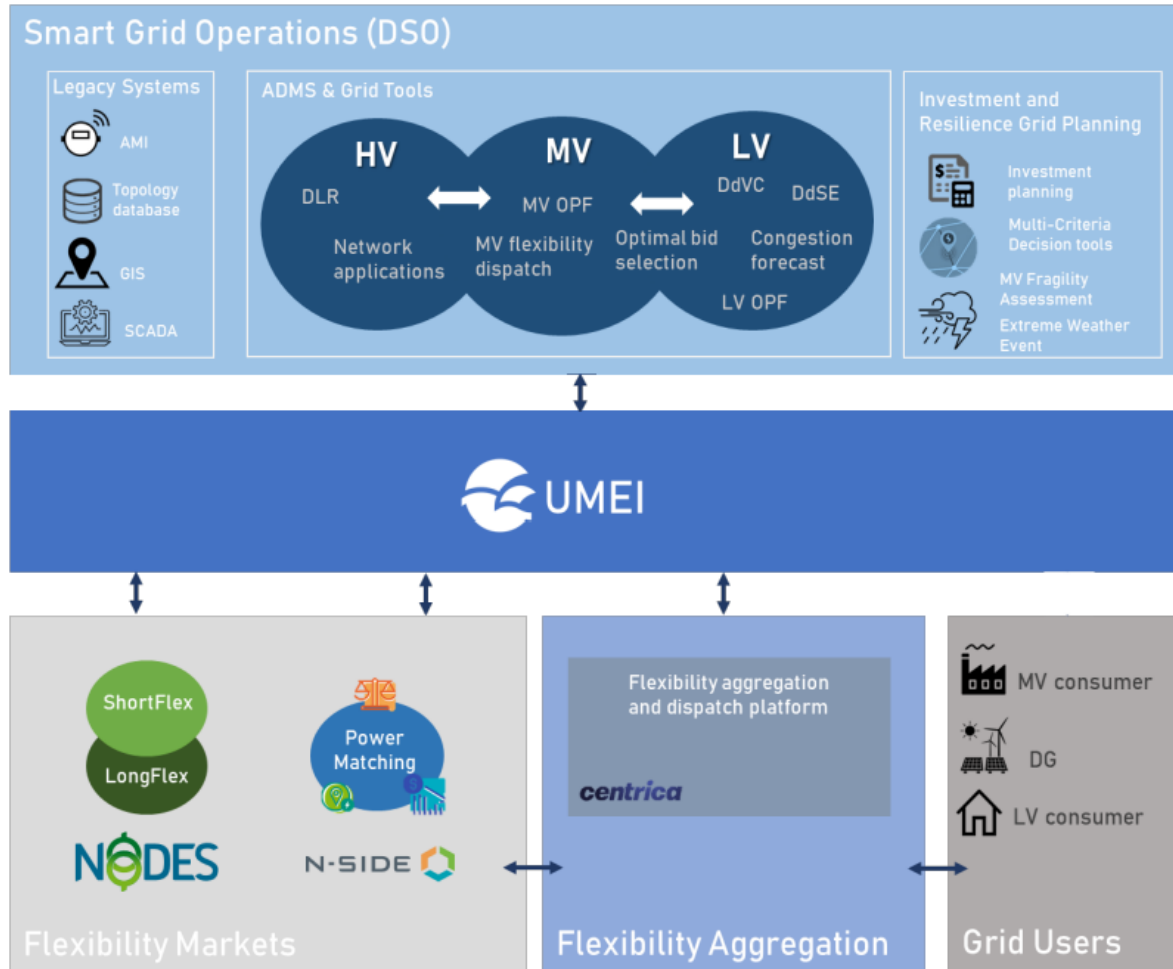 Smart Grid Operations (DSO)
Legacy Systems
AMI
Topology
database
GIS
SCADA
ADMS & Grid Tools
HV
DLR
Network
applications
MV
MV OPF
MV flexibility
dispatch
Optimal bid
selection
LV
DdVC
DdSE
Congestion
forecast
LV OPF
Investment and
Resilience Grid Planning
Investment
planning
Multi-Criteria
Decision tools
MV Fragility
Assessment
Extreme Weather
Event
UMEI
ShortFlex
LongFlex
NODES
Power
Matching
N-SIDE
Flexibility Markets
Flexibility aggregation
and dispatch platform
centrica
Flexibility Aggregation
MV consumer
DG
LV consumer
Grid Users